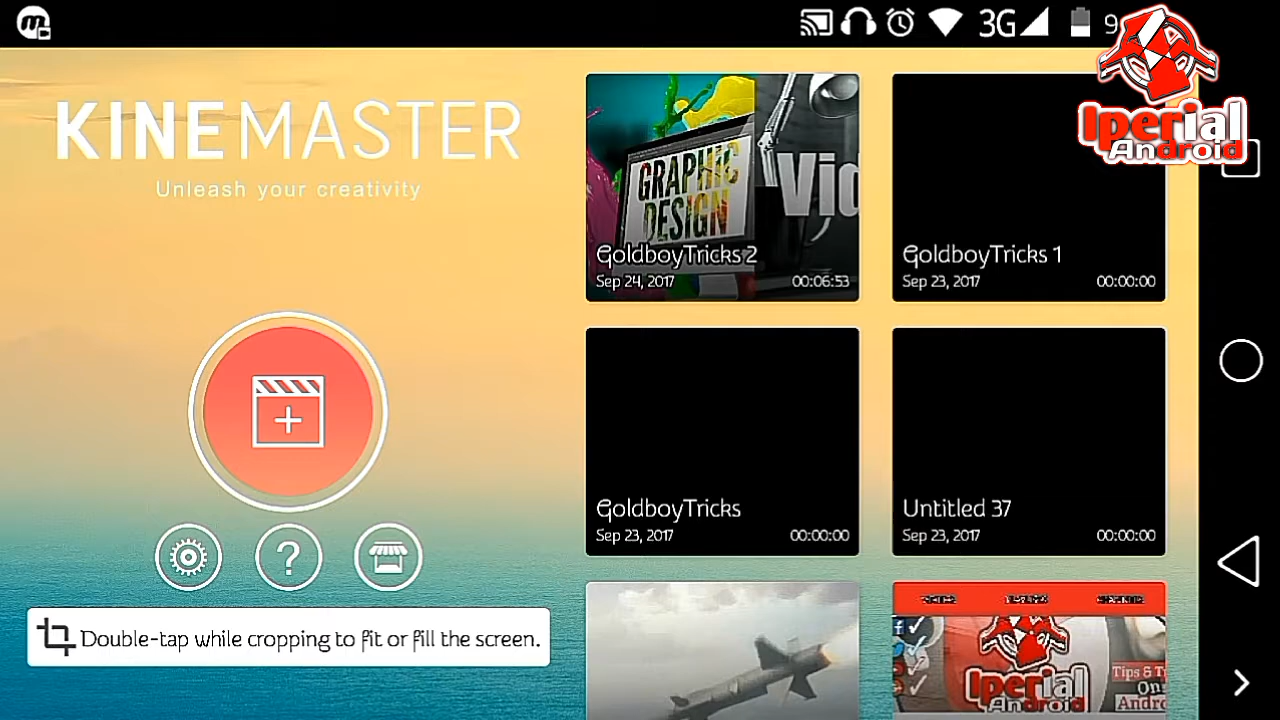 3G
9
Iperial
Android
KINEMASTER
Unleash your creativity
GRAPHIC
DESIGN
Vid
GoldboyTricks 2
Sep 24, 2017
00:06:53
GoldboyTricks 1
Sep 23, 2017
00:00:00
GoldboyTricks
Sep 23, 2017
00:00:00
Untitled 37
Sep 23, 2017
00:00:00
Double-tap while cropping to fit or fill the screen.
Iperial
Android
Tips & T
On
Andro